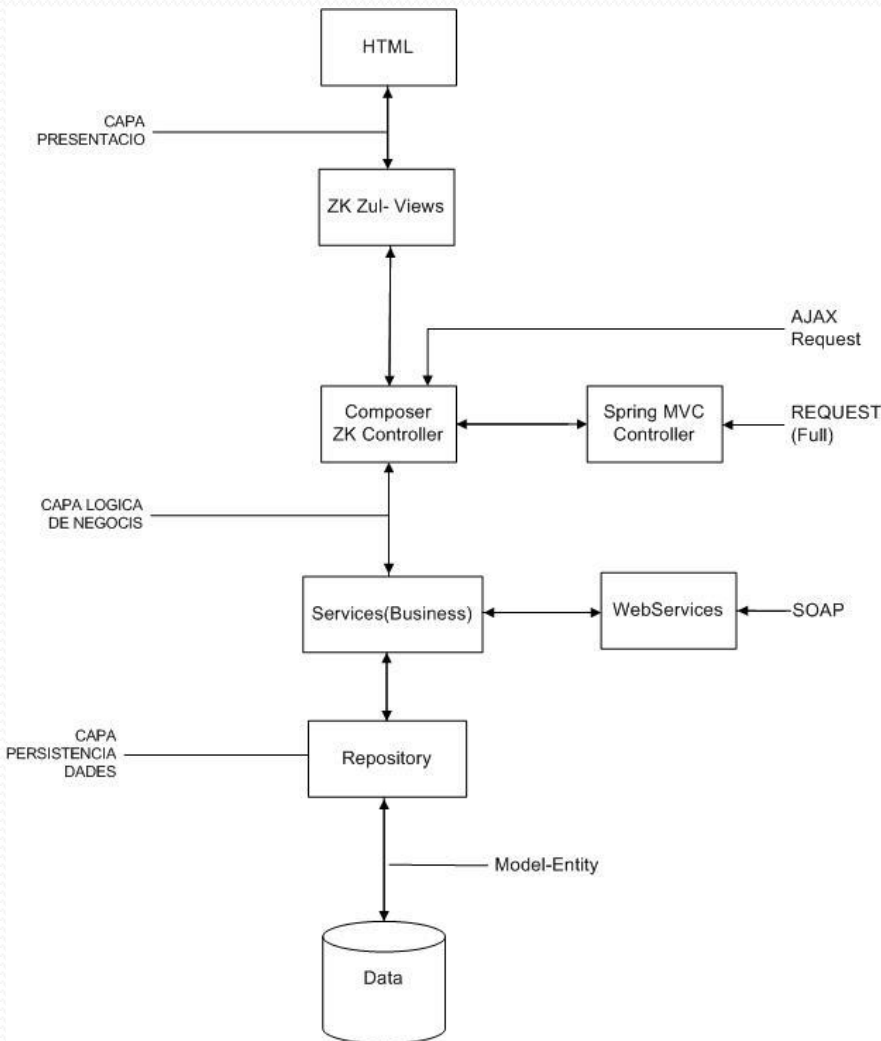 HTML
CAPA
PRESENTACIO
ZK Zul- Views
AJAX
Request
Composer
ZK Controller
Spring MVC
Controller
REQUEST
(Full)
CAPA LOGICA
DE NEGOCIS
Services(Business)
WebServices
SOAP
CAPA
PERSISTENCIA
DADES
Repository
Model-Entity
Data